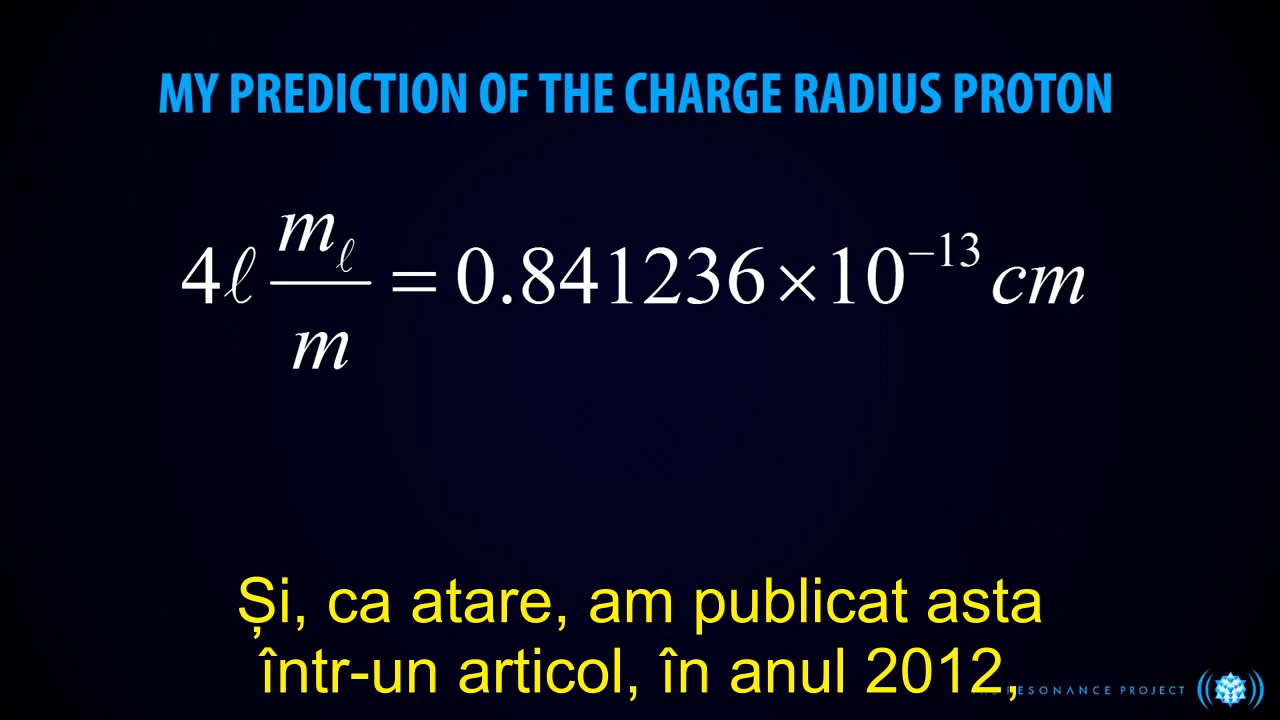 MY PREDICTION OF THE CHARGE RADIUS PROTON
4ℓ mℓ/m = 0.841236×10⁻¹³ cm
Și, ca atare, am publicat asta
într-un articol, în anul 2012,
RESONANCE PROJECT